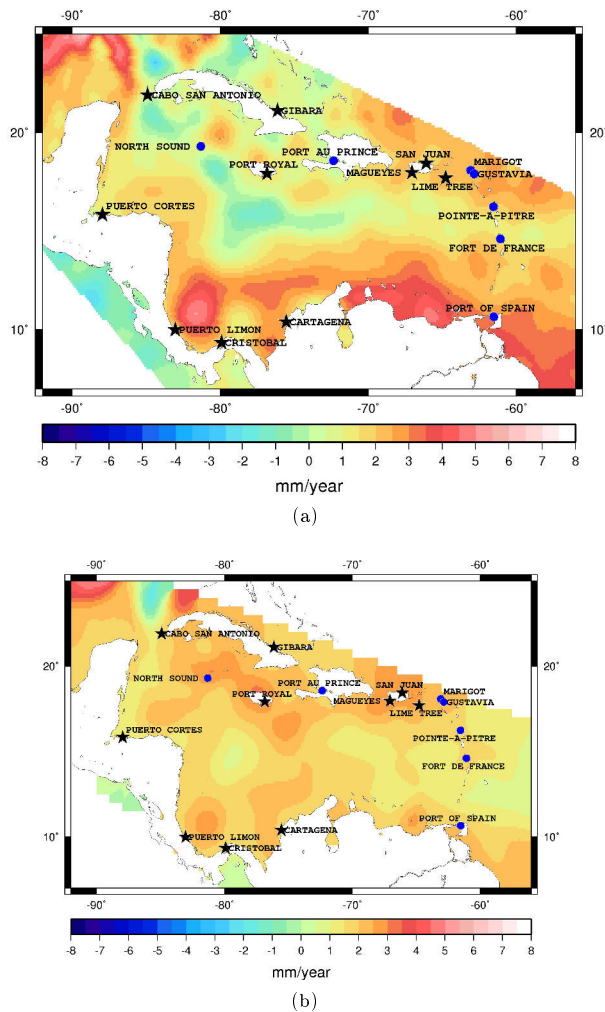 -90˚ -80˚ -70˚ -60˚
CABO SAN ANTONIO
GIBARA
20˚ 20˚
NORTH SOUND
PORT AU PRINCE
SAN JUAN
MARIGOT
PORT ROYAL
MAGUEYES
GUSTAVIA
LIME TREE
PUERTO CORTES
POINTE-A-PITRE
FORT DE FRANCE
PORT OF SPAIN
10˚ 10˚
PUERTO LIMON
CARTAGENA
CRISTOBAL
-90˚ -80˚ -70˚ -60˚
-8 -7 -6 -5 -4 -3 -2 -1 0 1 2 3 4 5 6 7 8
mm/year
(a)
-90˚ -80˚ -70˚ -60˚
CABO SAN ANTONIO
GIBARA
20˚ 20˚
NORTH SOUND
PORT AU PRINCE
SAN JUAN
MARIGOT
PORT ROYAL
MAGUEYES
GUSTAVIA
LIME TREE
PUERTO CORTES
POINTE-A-PITRE
FORT DE FRANCE
PORT OF SPAIN
10˚ 10˚
PUERTO LIMON
CARTAGENA
CRISTOBAL
-90˚ -80˚ -70˚ -60˚
-8 -7 -6 -5 -4 -3 -2 -1 0 1 2 3 4 5 6 7 8
mm/year
(b)